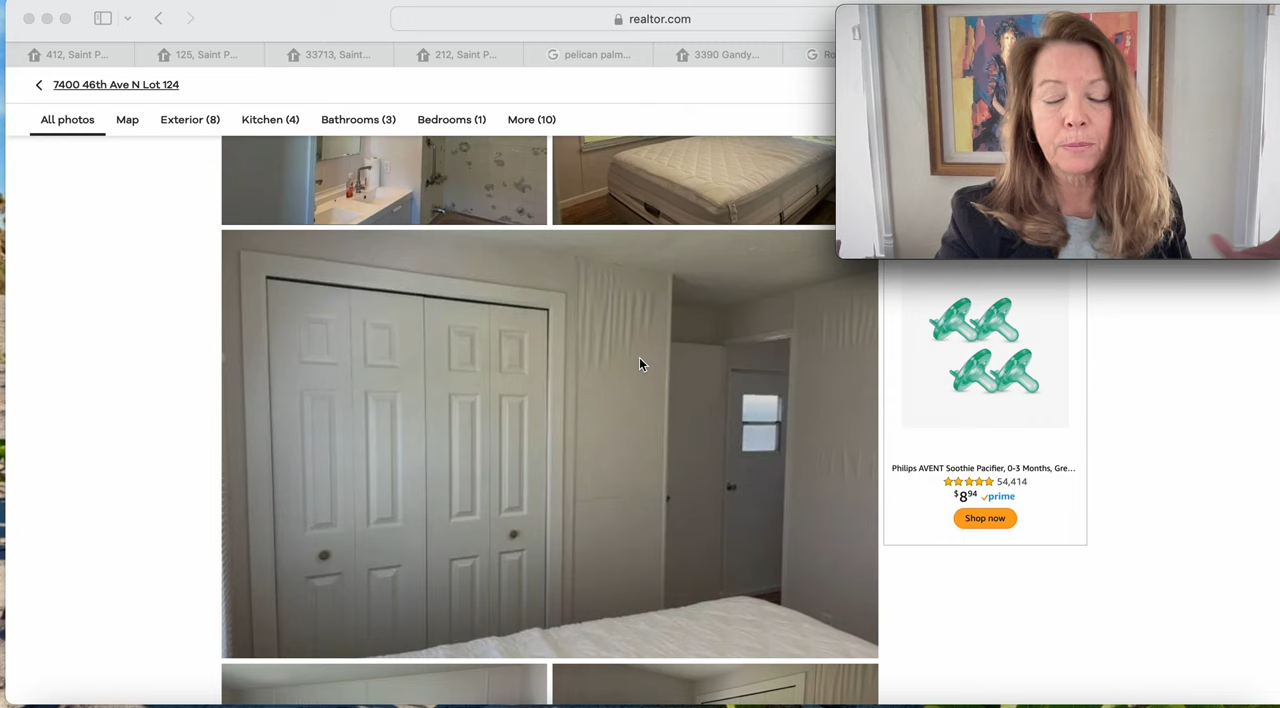 realtor.com
412, Saint P...
125, Saint P...
33713, Saint...
212, Saint P...
pelican palm...
3390 Gandy...
Ro
7400 46th Ave N Lot 124
All photos
Map
Exterior (8)
Kitchen (4)
Bathrooms (3)
Bedrooms (1)
More (10)
Philips AVENT Soothie Pacifier, 0-3 Months, Gre...
54,414
$894 prime
Shop now